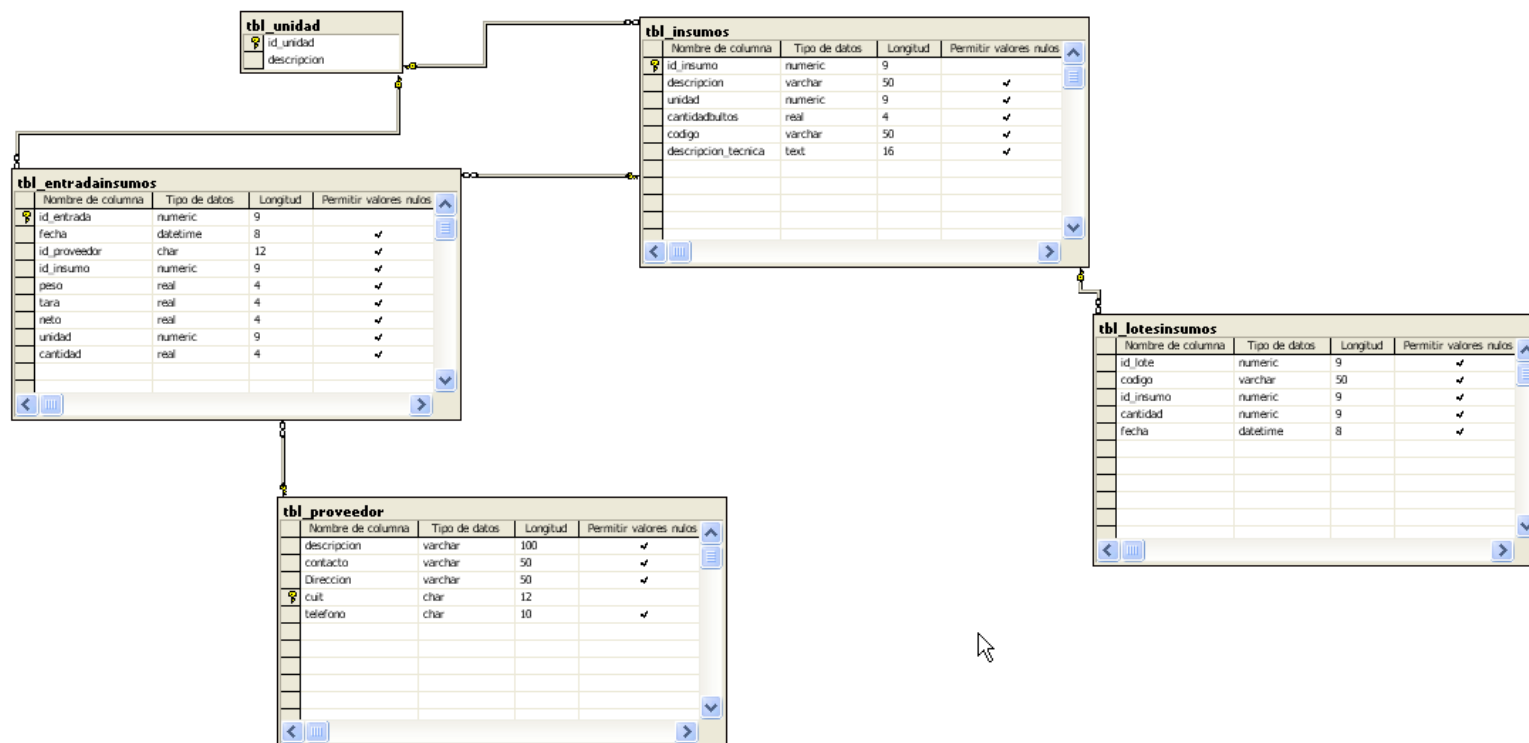 tbl_unidad
id_unidad
descripcion
tbl_insumos
Nombre de columna Tipo de datos Longitud Permitir valores nulos
id_insumo numeric 9
descripcion varchar 50
unidad numeric 9
cantidadbultos real 4
codigo varchar 50
descripcion_tecnica text 16
tbl_entradainsumos
Nombre de columna Tipo de datos Longitud Permitir valores nulos
id_entrada numeric 9
fecha datetime 8
id_proveedor char 12
id_insumo numeric 9
peso real 4
tara real 4
neto real 4
unidad numeric 9
cantidad real 4
tbl_lotesinsumos
Nombre de columna Tipo de datos Longitud Permitir valores nulos
id_lote numeric 9
codigo varchar 50
id_insumo numeric 9
cantidad numeric 9
fecha datetime 8
tbl_proveedor
Nombre de columna Tipo de datos Longitud Permitir valores nulos
descripcion varchar 100
contacto varchar 50
Direccion varchar 50
cuit char 12
telefono char 10